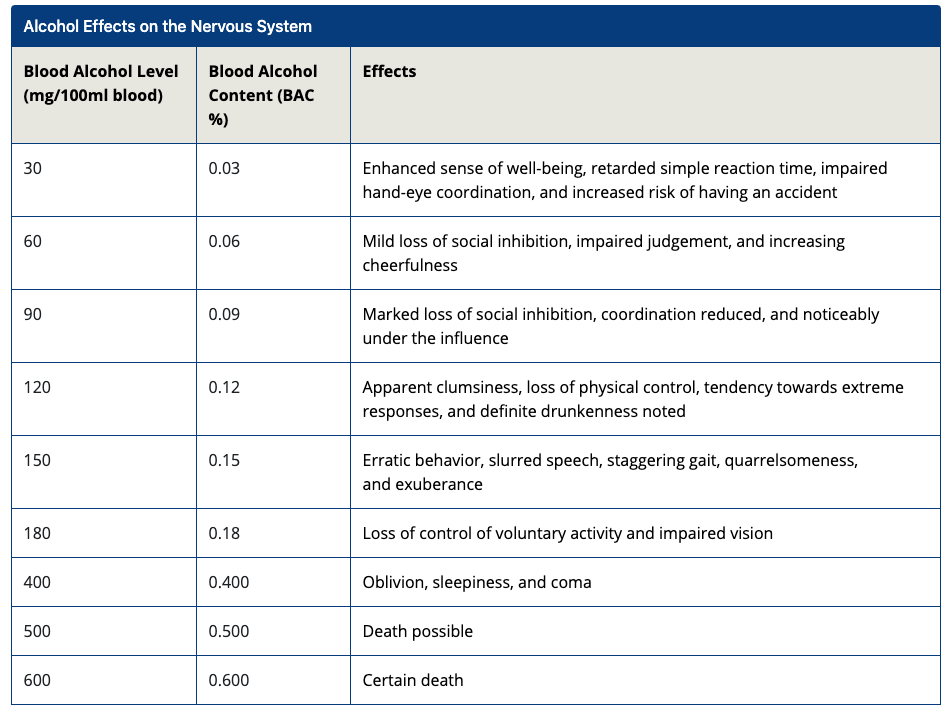 Alcohol Effects on the Nervous System
Blood Alcohol Level
(mg/100ml blood)
Blood Alcohol
Content (BAC
%)
Effects
30
0.03
Enhanced sense of well-being, retarded simple reaction time, impaired
hand-eye coordination, and increased risk of having an accident
60
0.06
Mild loss of social inhibition, impaired judgement, and increasing
cheerfulness
90
0.09
Marked loss of social inhibition, coordination reduced, and noticeably
under the influence
120
0.12
Apparent clumsiness, loss of physical control, tendency towards extreme
responses, and definite drunkenness noted
150
0.15
Erratic behavior, slurred speech, staggering gait, quarrelsomeness,
and exuberance
180
0.18
Loss of control of voluntary activity and impaired vision
400
0.400
Oblivion, sleepiness, and coma
500
0.500
Death possible
600
0.600
Certain death